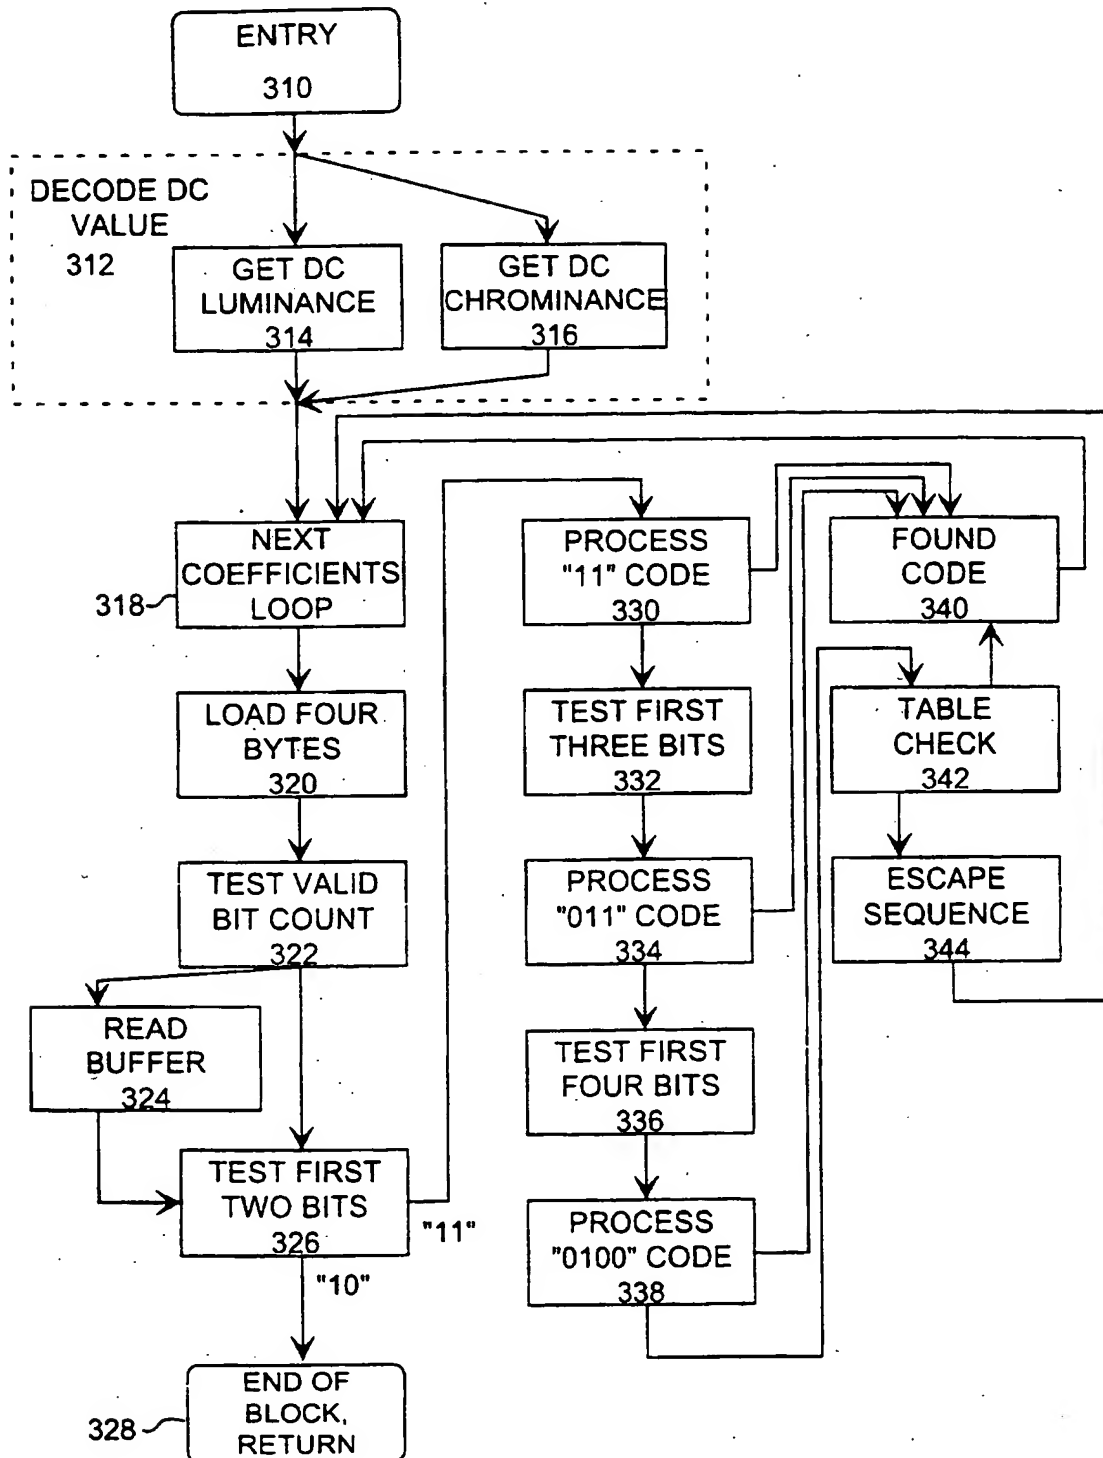 ENTRY
310
DECODE DC
VALUE
312
GET DC
LUMINANCE
314
GET DC
CHROMINANCE
316
NEXT
COEFFICIENTS
LOOP
318
LOAD FOUR
BYTES
320
TEST VALID
BIT COUNT
322
READ
BUFFER
324
TEST FIRST
TWO BITS
326
"11"
"10"
END OF
BLOCK,
RETURN
328
PROCESS
"11" CODE
330
TEST FIRST
THREE BITS
332
PROCESS
"011" CODE
334
TEST FIRST
FOUR BITS
336
PROCESS
"0100" CODE
338
FOUND
CODE
340
TABLE
CHECK
342
ESCAPE
SEQUENCE
344